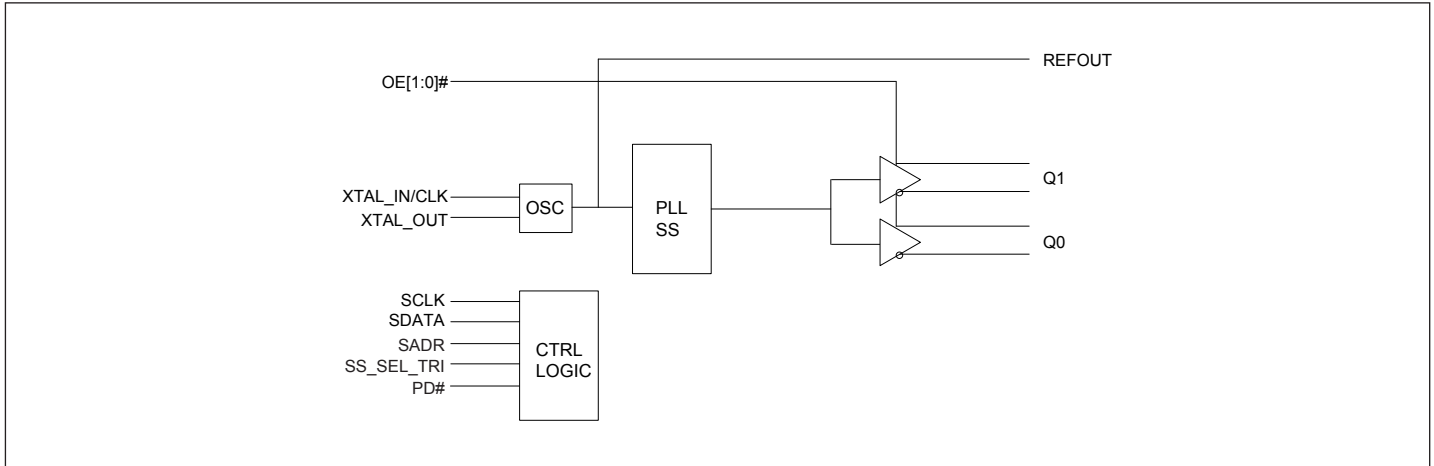 REFOUT
OE[1:0]#
XTAL_IN/CLK
XTAL_OUT
OSC
PLL
SS
Q1
Q0
SCLK
SDATA
SADR
SS_SEL_TRI
PD#
CTRL
LOGIC